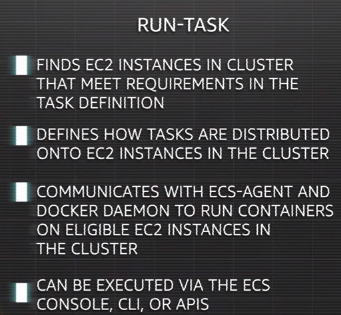 RUN-TASK
FINDS EC2 INSTANCES IN CLUSTER
THAT MEET REQUIREMENTS IN THE
TASK DEFINITION
DEFINES HOW TASKS ARE DISTRIBUTED
ONTO EC2 INSTANCES IN THE CLUSTER
COMMUNICATES WITH ECS-AGENT AND
DOCKER DAEMON TO RUN CONTAINERS
ON ELIGIBLE EC2 INSTANCES IN
THE CLUSTER
CAN BE EXECUTED VIA THE ECS
CONSOLE, CLI, OR APIS